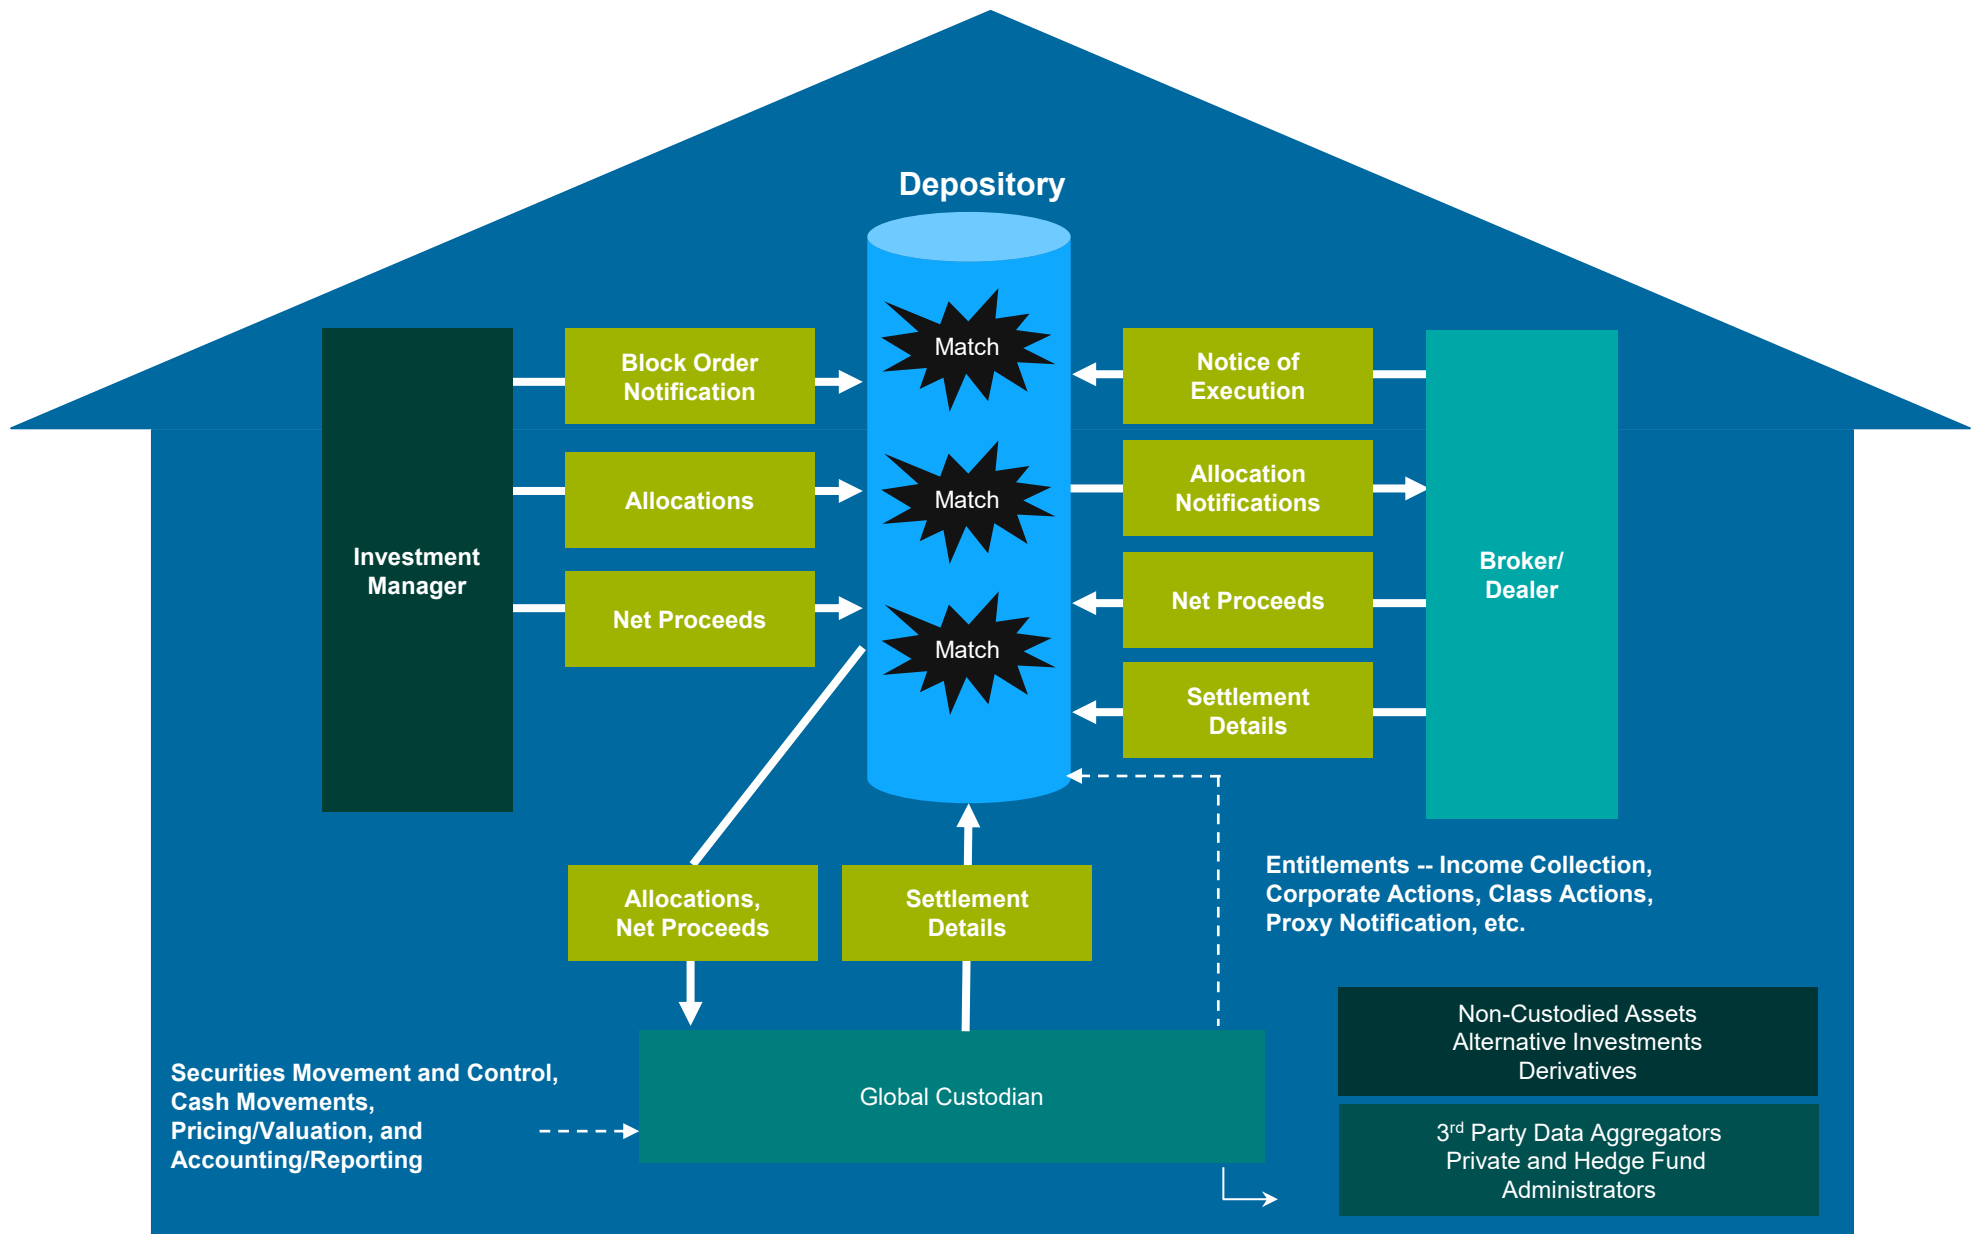 Depository
Match
Match
Match
Investment
Manager
Block Order
Notification
Allocations
Net Proceeds
Notice of
Execution
Allocation
Notifications
Net Proceeds
Settlement
Details
Broker/
Dealer
Allocations,
Net Proceeds
Settlement
Details
Entitlements -- Income Collection,
Corporate Actions, Class Actions,
Proxy Notification, etc.
Securities Movement and Control,
Cash Movements,
Pricing/Valuation, and
Accounting/Reporting
Global Custodian
Non-Custodied Assets
Alternative Investments
Derivatives
3rd Party Data Aggregators
Private and Hedge Fund
Administrators